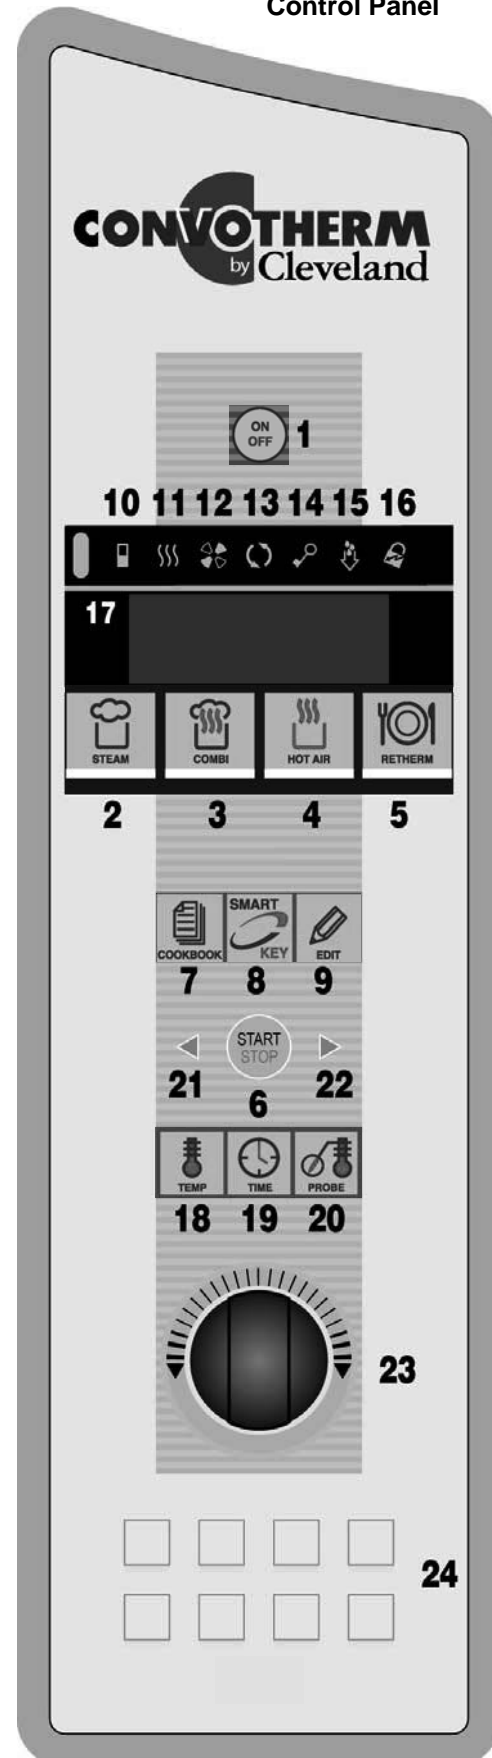 Control Panel
CONVOTHERM
by Cleveland
ON
OFF
1
10 11 12 13 14 15 16
17
STEAM COMBI HOT AIR RETHERM
2 3 4 5
SMART
COOKBOOK KEY EDIT
7 8 9
START
STOP
21 6 22
TEMP TIME PROBE
18 19 20
23
24